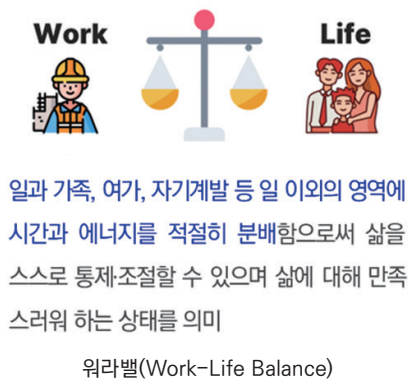 Work Life
일과 가족, 여가, 자기계발 등 일 이외의 영역에
시간과 에너지를 적절히 분배함으로써 삶을
스스로 통제·조절할 수 있으며 삶에 대해 만족
스러워 하는 상태를 의미
워라밸(Work-Life Balance)